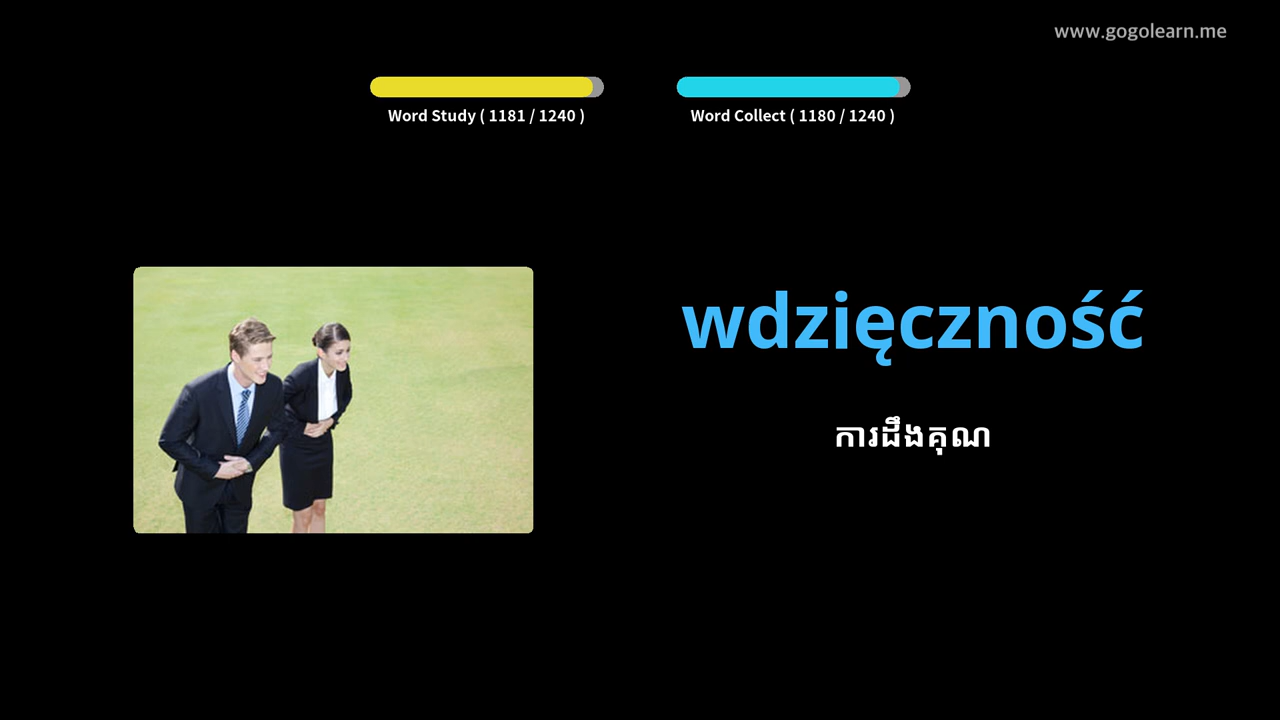 www.gogolearn.me
Word Study ( 1181 / 1240 )
Word Collect ( 1180 / 1240 )
wdzięczność
ការដឹងគុណ